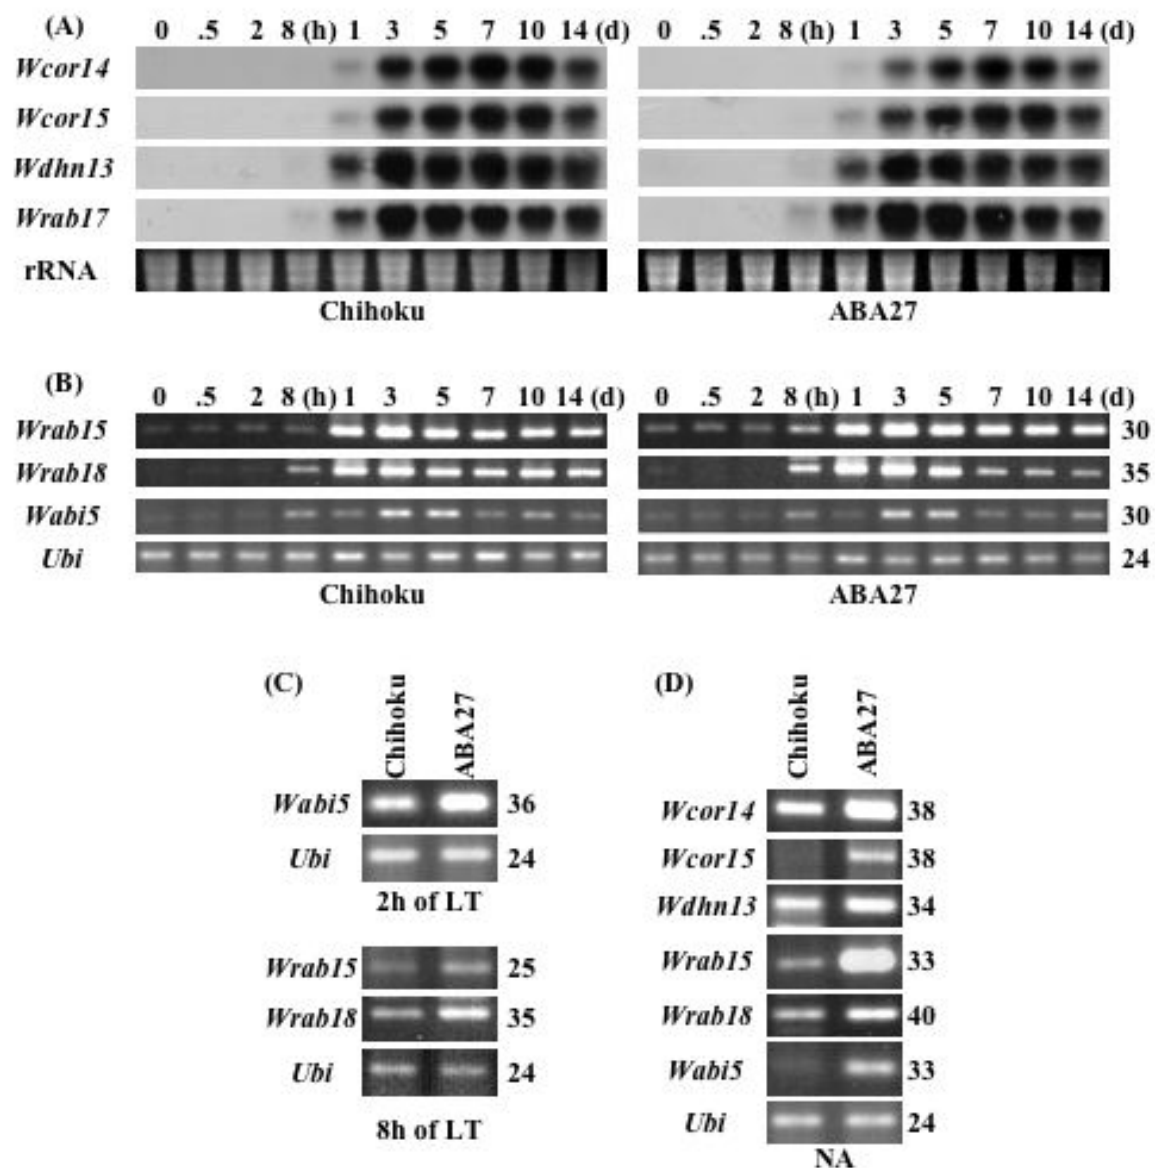 (A)
0 .5 2 8 (h) 1 3 5 7 10 14 (d) 0 .5 2 8 (h) 1 3 5 7 10 14 (d)
Wcor14
Wcor15
Wdhn13
Wrab17
rRNA
Chihoku ABA27
(B)
0 .5 2 8 (h) 1 3 5 7 10 14 (d) 0 .5 2 8 (h) 1 3 5 7 10 14 (d)
Wrab15 30
Wrab18 35
Wabi5 30
Ubi 24
Chihoku ABA27
(C)
Chihoku
ABA27
Wabi5 36
Ubi 24
2h of LT
Wrab15 25
Wrab18 35
Ubi 24
8h of LT
(D)
Chihoku
ABA27
Wcor14 38
Wcor15 38
Wdhn13 34
Wrab15 33
Wrab18 40
Wabi5 33
Ubi 24
NA